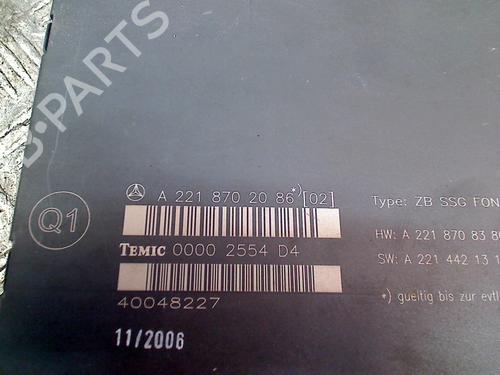 B-PARTS
A 221 870 20 86 *) [02]
Type: ZB SSG FON
Q1
HW: A 221 870 83 8
TEMIC 0000 2554 D4
SW: A 221 442 13 1
40048227
*) gueltig bis zur evtl
11/2006